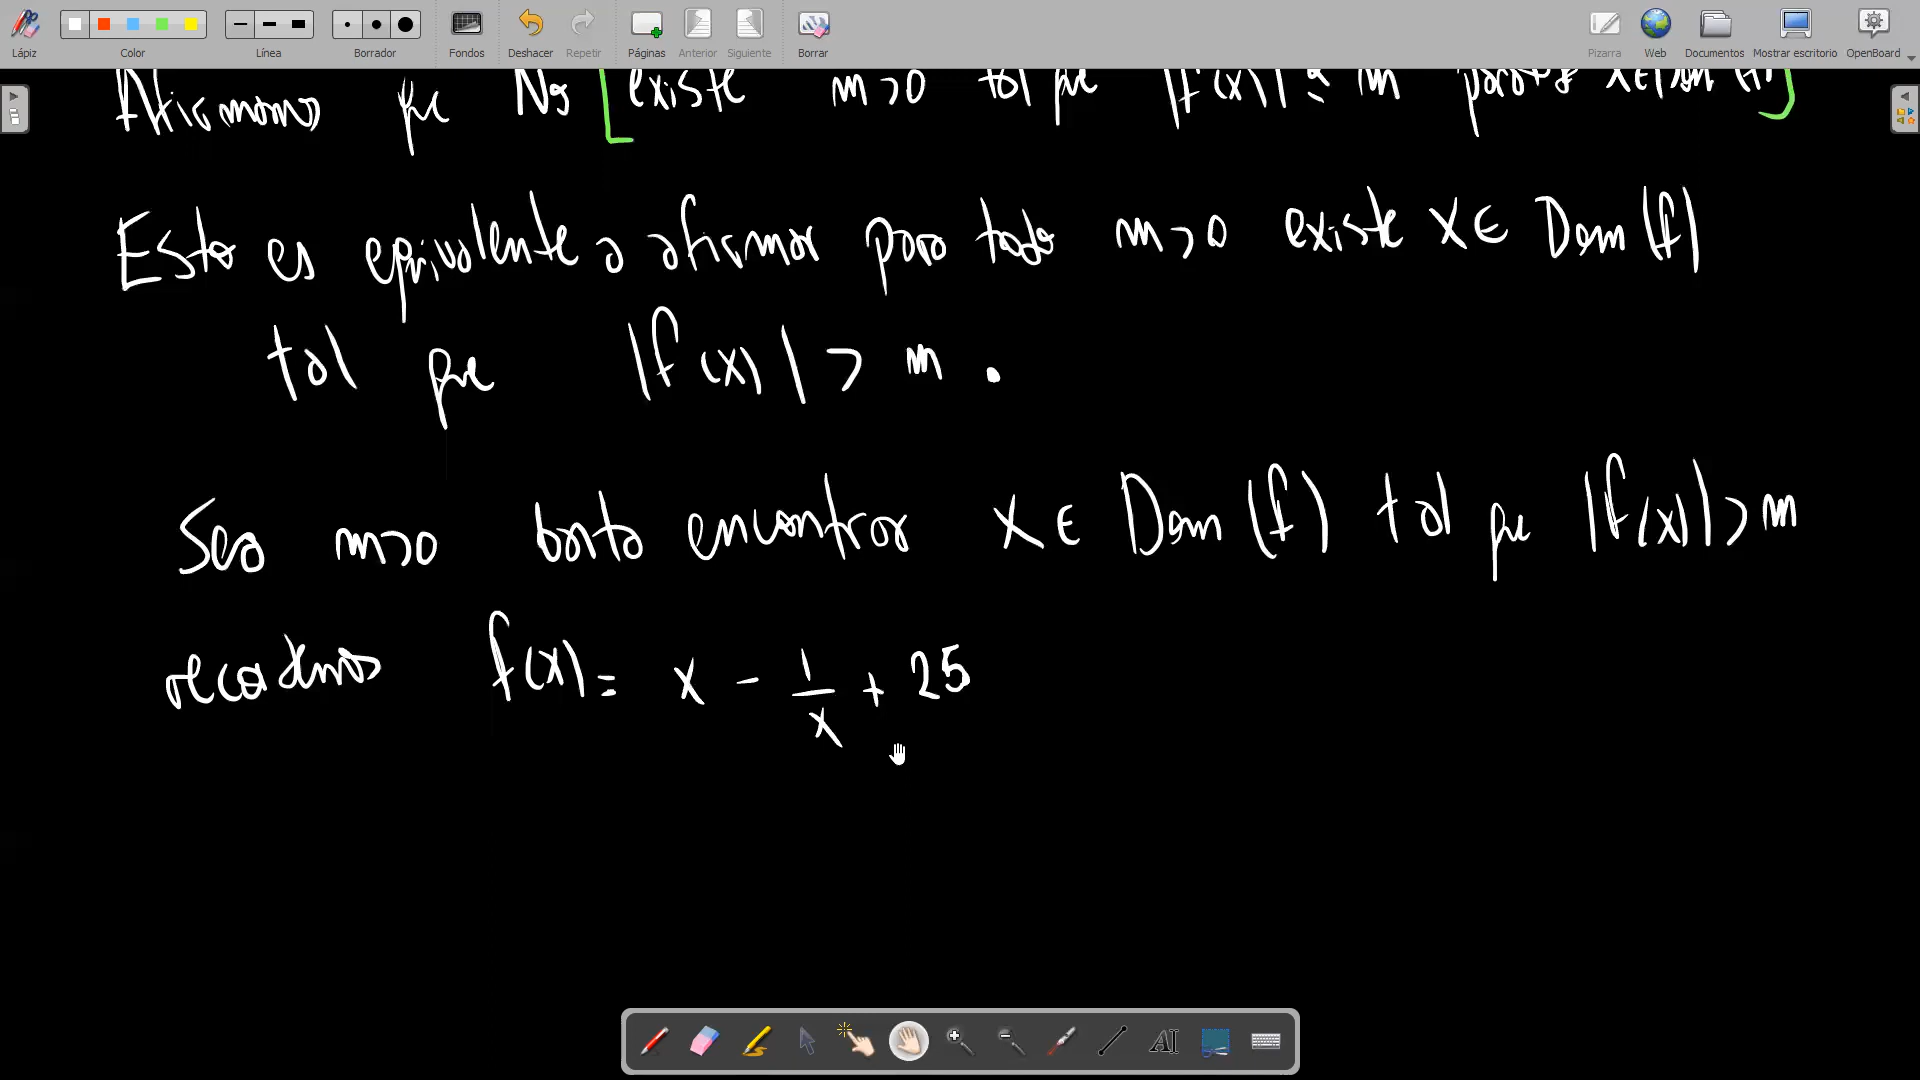 Lápiz Color Línea Borrador Fondos Deshacer Repetir Páginas Anterior Siguiente Borrar Pizarra Web Documentos Mostrar escritorio OpenBoard
Afirmamos que No [existe m>0 tal que |f(x)| ≤ m para todo x∈Dom(f)]
Esto es equivalente a afirmar para todo m>0 existe x∈ Dom(f)
tal que |f(x)| > m.
Sea m>0 basta encontrar x∈ Dom(f) tal que |f(x)|>m
recordemos f(x)= x - 1/x + 25